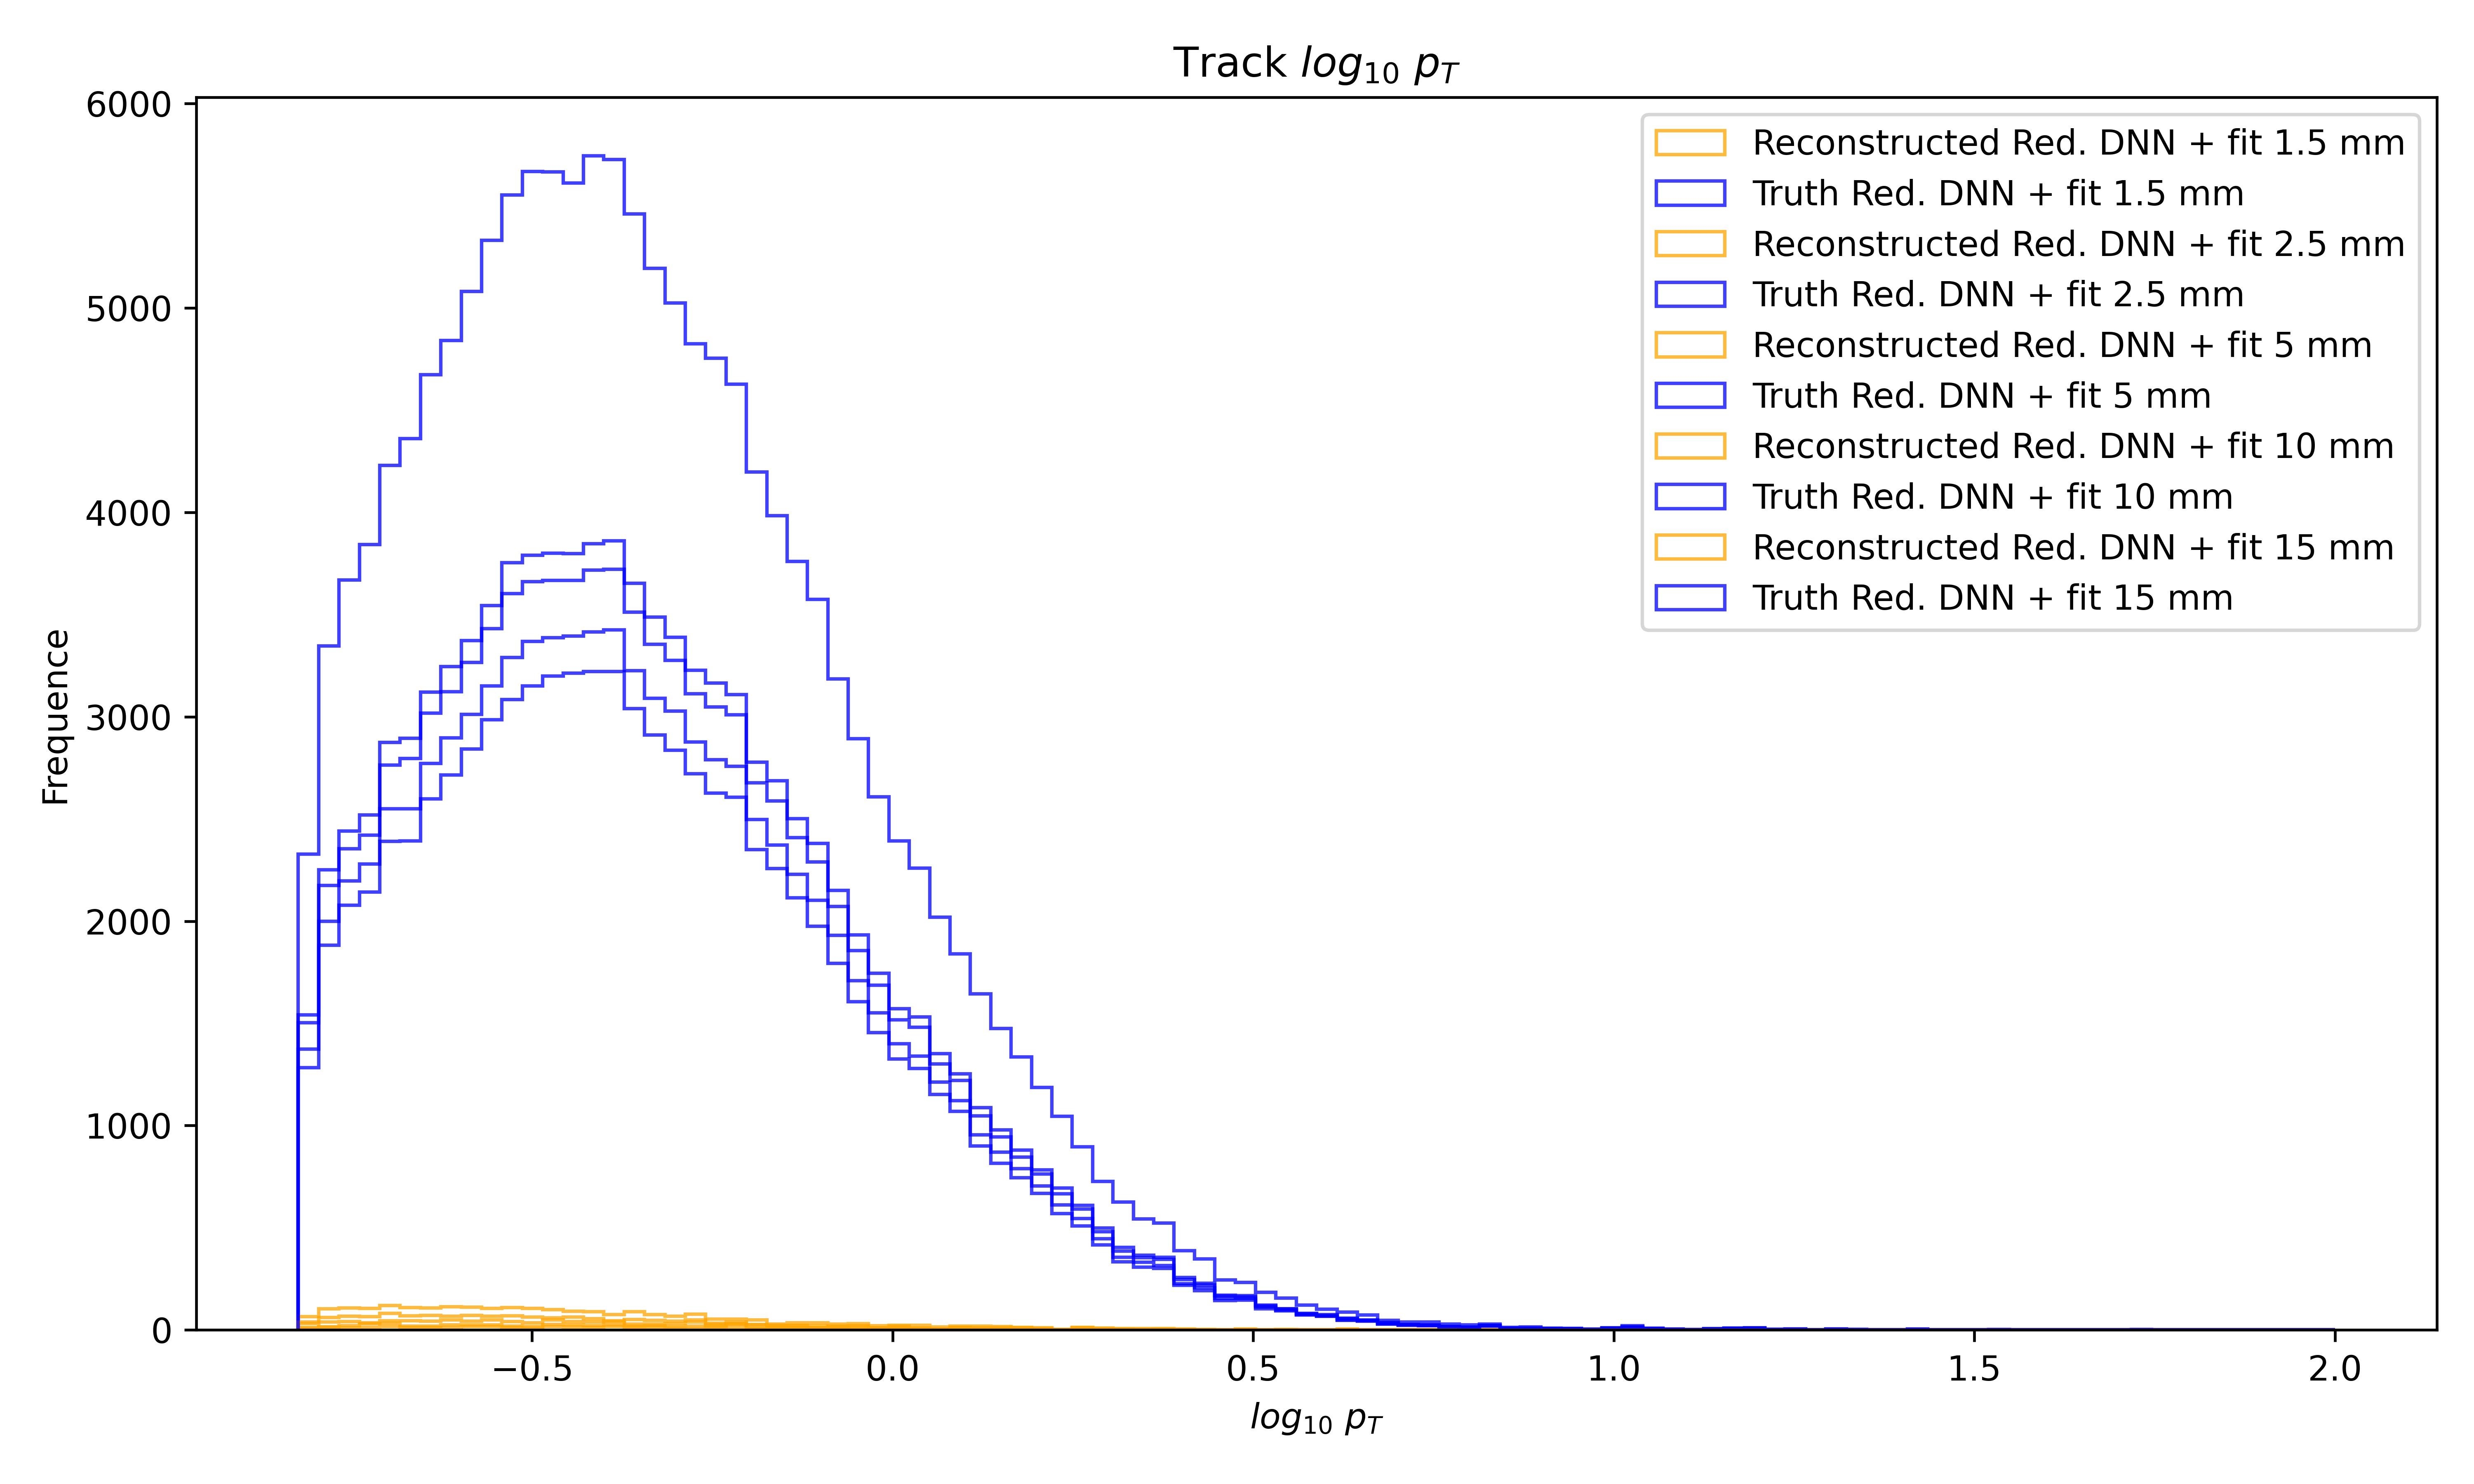 Track log₁₀ p_T
6000
5000
4000
3000
2000
1000
0
Frequence
Reconstructed Red. DNN + fit 1.5 mm
Truth Red. DNN + fit 1.5 mm
Reconstructed Red. DNN + fit 2.5 mm
Truth Red. DNN + fit 2.5 mm
Reconstructed Red. DNN + fit 5 mm
Truth Red. DNN + fit 5 mm
Reconstructed Red. DNN + fit 10 mm
Truth Red. DNN + fit 10 mm
Reconstructed Red. DNN + fit 15 mm
Truth Red. DNN + fit 15 mm
−0.5 0.0 0.5 1.0 1.5 2.0
log₁₀ p_T